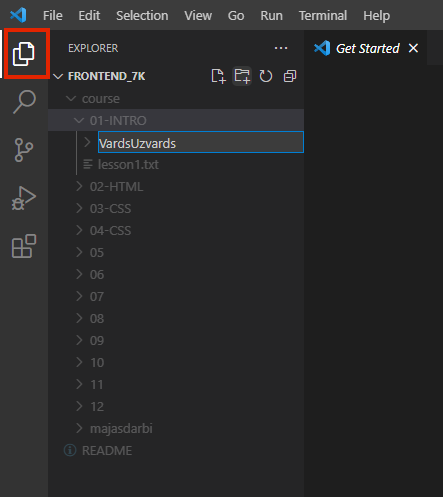 File Edit Selection View Go Run Terminal Help
EXPLORER
Get Started
FRONTEND_7K
course
01-INTRO
VardsUzvards
lesson1.txt
02-HTML
03-CSS
04-CSS
05
06
07
08
09
10
11
12
majasdarbi
README